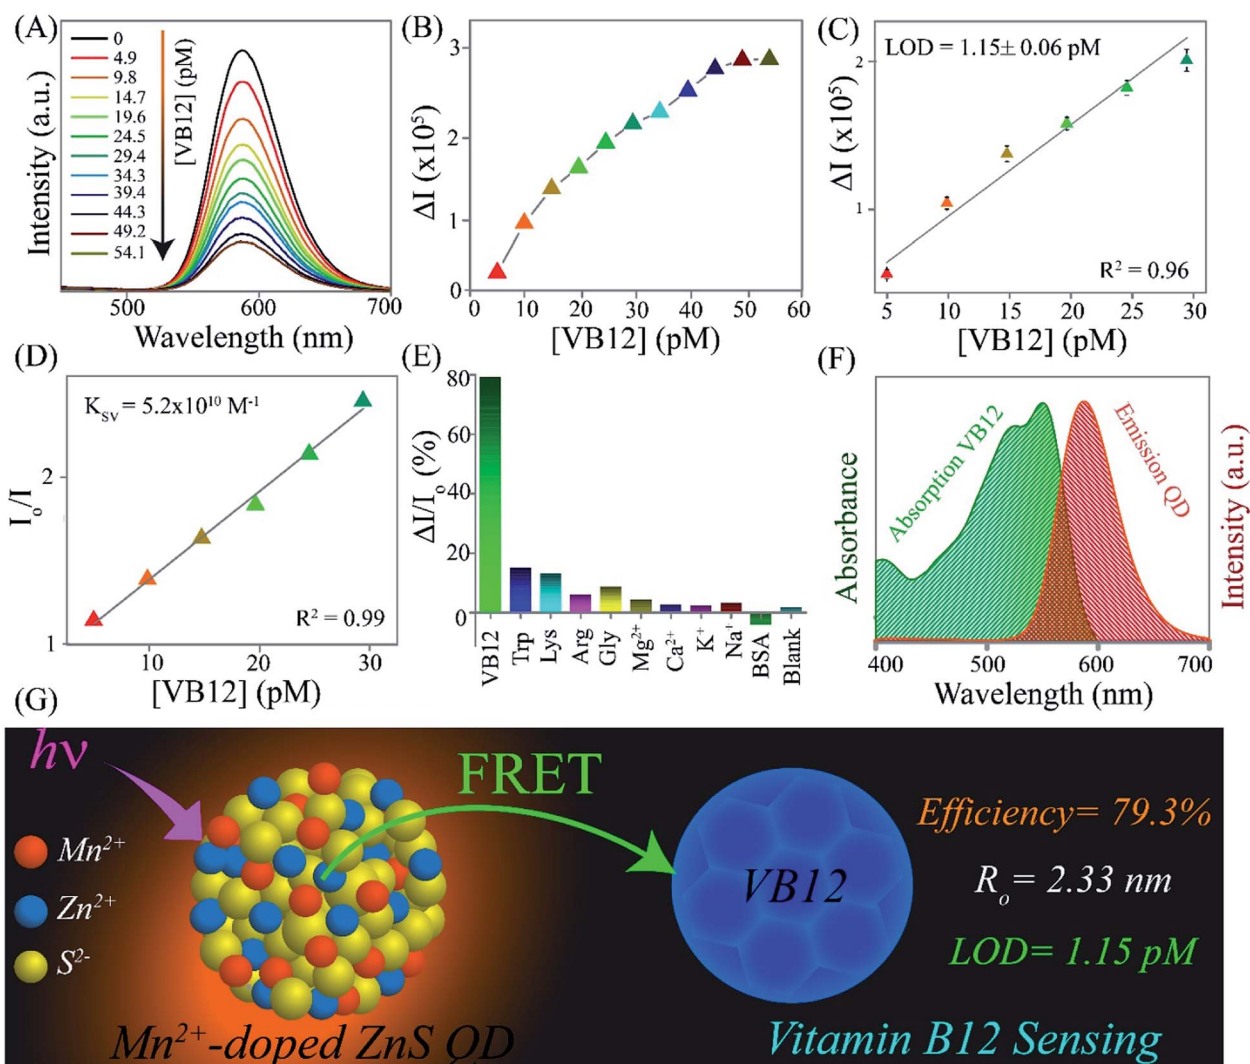 (A)
0
4.9
9.8
14.7
19.6
24.5
29.4
34.3
39.4
44.3
49.2
54.1
[VB12] (pM)
Intensity (a.u.)
500 600 700
Wavelength (nm)
(B)
3
2
1
0
ΔI (x10⁵)
0 10 20 30 40 50 60
[VB12] (pM)
(C)
LOD = 1.15± 0.06 pM
2
1
ΔI (x10⁵)
R² = 0.96
5 10 15 20 25 30
[VB12] (pM)
(D)
K_SV = 5.2x10¹⁰ M⁻¹
2
1
I_o/I
R² = 0.99
10 20 30
[VB12] (pM)
(E)
80
60
40
20
0
ΔI/I_o (%)
VB12
Trp
Lys
Arg
Gly
Mg²⁺
Ca²⁺
K⁺
Na⁺
BSA
Blank
(F)
Absorbance
Absorption VB12
Emission QD
Intensity (a.u.)
400 500 600 700
Wavelength (nm)
(G)
hν
FRET
Mn²⁺
Zn²⁺
S²⁻
VB12
Efficiency= 79.3%
R_o= 2.33 nm
LOD= 1.15 pM
Mn²⁺-doped ZnS QD
Vitamin B12 Sensing